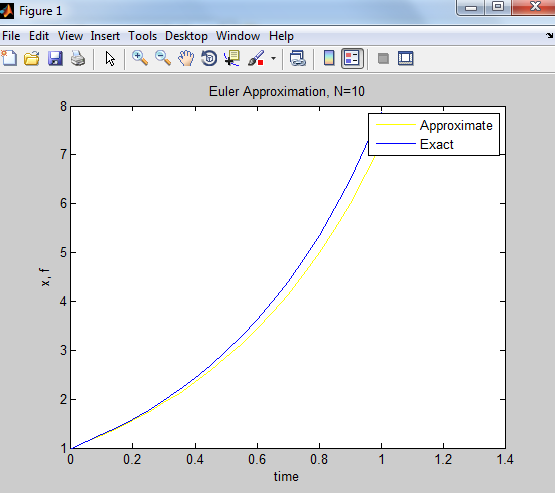 Figure 1
File Edit View Insert Tools Desktop Window Help
Euler Approximation, N=10
8
7
6
5
4
3
2
1
x, f
Approximate
Exact
0 0.2 0.4 0.6 0.8 1 1.2 1.4
time